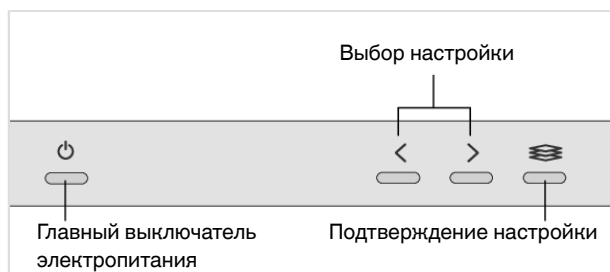 Выбор настройки
Главный выключатель
электропитания
Подтверждение настройки